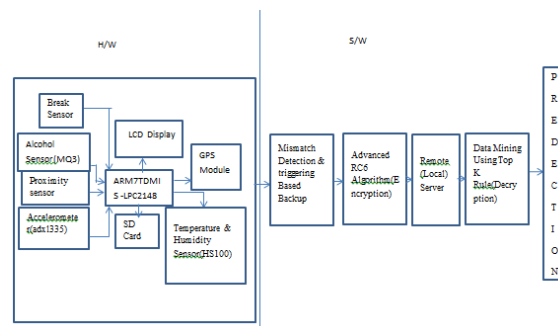 H/W
S/W
Break
Sensor
Alcohol
Sensor(MQ3)
Proximity
sensor
Acceleromete
r(adxl335)
LCD Display
GPS
Module
ARM7TDMI
S -LPC2148
SD
Card
Temperature &
Humidity
Sensor(HS100)
Mismatch
Detection &
triggering
Based
Backup
Advanced
RC6
Algorithm(E
ncryption)
Remote
(Local)
Server
Data Mining
Using Top
K
Rule(Decry
ption)
P
R
E
D
E
C
T
I
O
N